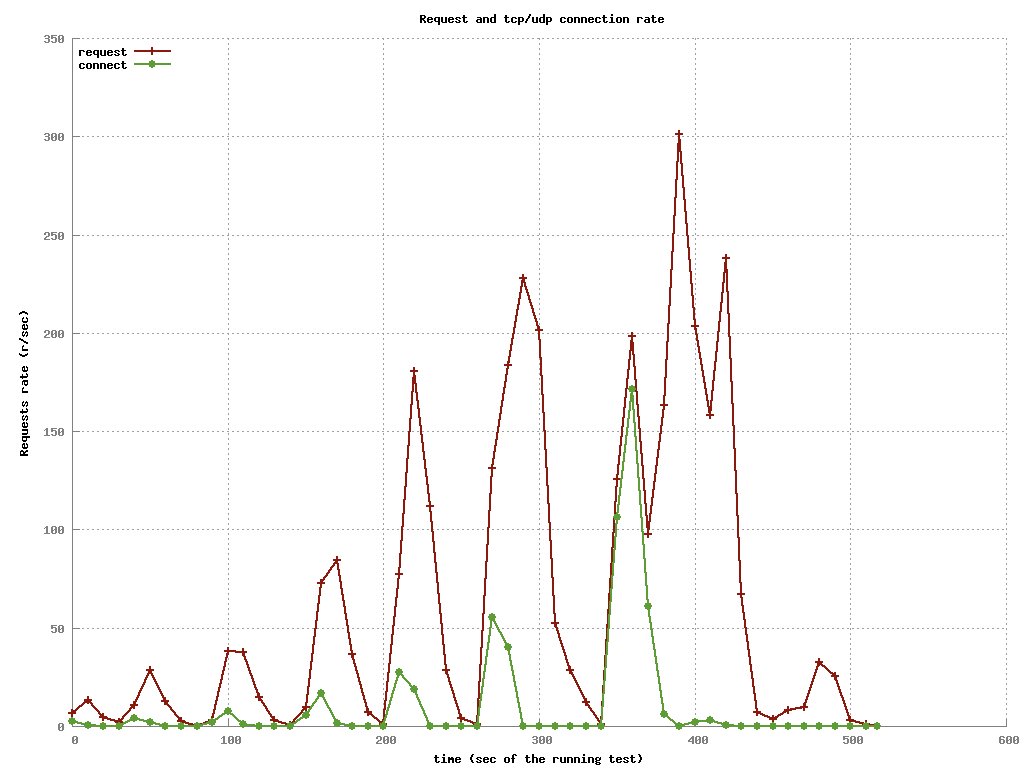 Request and tcp/udp connection rate
350
request
connect
300
250
200
Requests rate (r/sec)
150
100
50
0
0 100 200 300 400 500 600
time (sec of the running test)